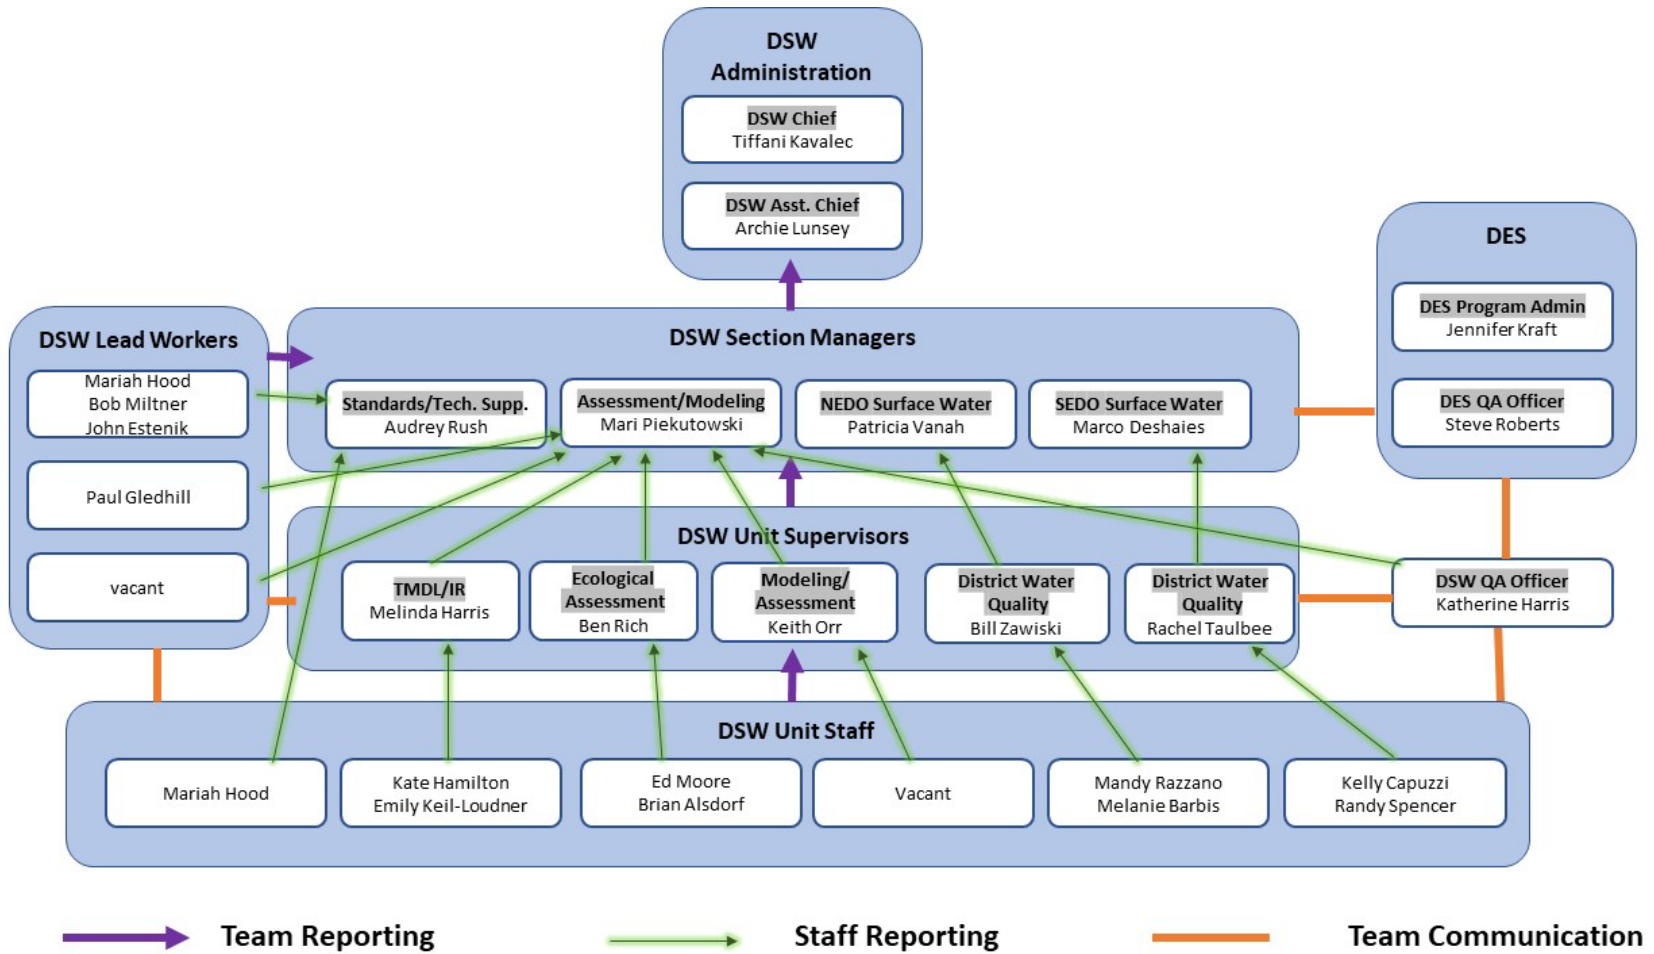 DSW
Administration
DSW Chief
Tiffani Kavalec
DSW Asst. Chief
Archie Lunsey
DES
DES Program Admin
Jennifer Kraft
DES QA Officer
Steve Roberts
DSW Lead Workers
Mariah Hood
Bob Miltner
John Estenik
Paul Gledhill
vacant
DSW Section Managers
Standards/Tech. Supp.
Audrey Rush
Assessment/Modeling
Mari Piekutowski
NEDO Surface Water
Patricia Vanah
SEDO Surface Water
Marco Deshaies
DSW Unit Supervisors
TMDL/IR
Melinda Harris
Ecological
Assessment
Ben Rich
Modeling/
Assessment
Keith Orr
District Water
Quality
Bill Zawiski
District Water
Quality
Rachel Taulbee
DSW QA Officer
Katherine Harris
DSW Unit Staff
Mariah Hood
Kate Hamilton
Emily Keil-Loudner
Ed Moore
Brian Alsdorf
Vacant
Mandy Razzano
Melanie Barbis
Kelly Capuzzi
Randy Spencer
Team Reporting
Staff Reporting
Team Communication